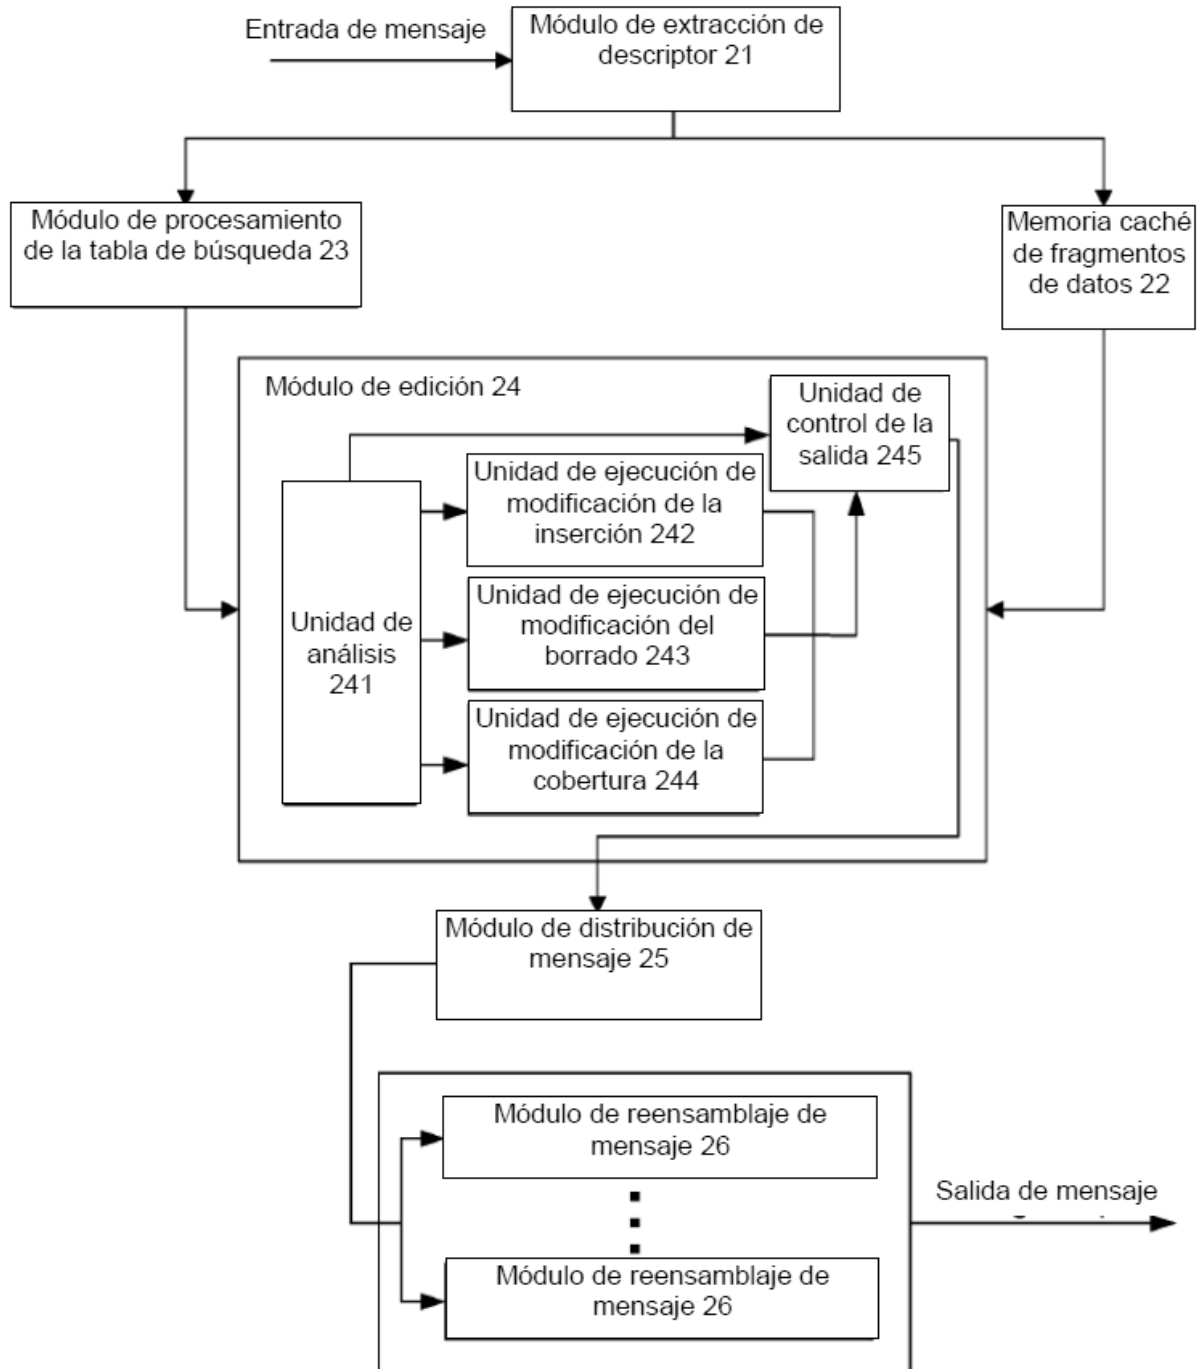 Entrada de mensaje
Módulo de extracción de
descriptor 21
Módulo de procesamiento
de la tabla de búsqueda 23
Memoria caché
de fragmentos
de datos 22
Módulo de edición 24
Unidad de
control de la
salida 245
Unidad de ejecución de
modificación de la
inserción 242
Unidad de
análisis
241
Unidad de ejecución de
modificación del
borrado 243
Unidad de ejecución de
modificación de la
cobertura 244
Módulo de distribución de
mensaje 25
Módulo de reensamblaje de
mensaje 26
Salida de mensaje
Módulo de reensamblaje de
mensaje 26